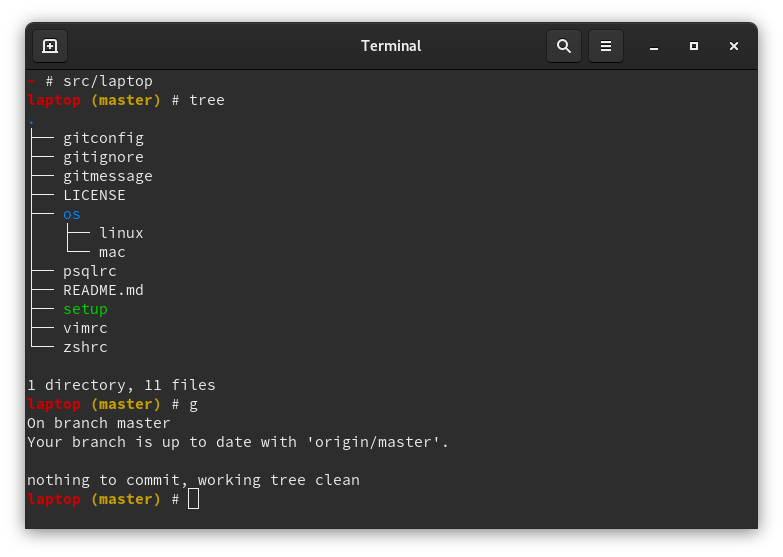 Terminal
~ # src/laptop
laptop (master) # tree
.
├── gitconfig
├── gitignore
├── gitmessage
├── LICENSE
├── os
│   ├── linux
│   └── mac
├── psqlrc
├── README.md
├── setup
├── vimrc
└── zshrc

1 directory, 11 files
laptop (master) # g
On branch master
Your branch is up to date with 'origin/master'.

nothing to commit, working tree clean
laptop (master) #